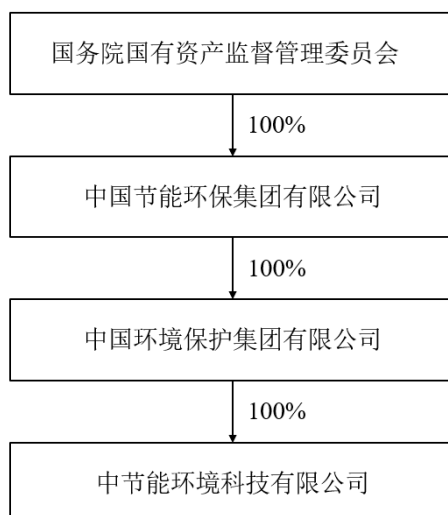 国务院国有资产监督管理委员会
100%
中国节能环保集团有限公司
100%
中国环境保护集团有限公司
100%
中节能环境科技有限公司